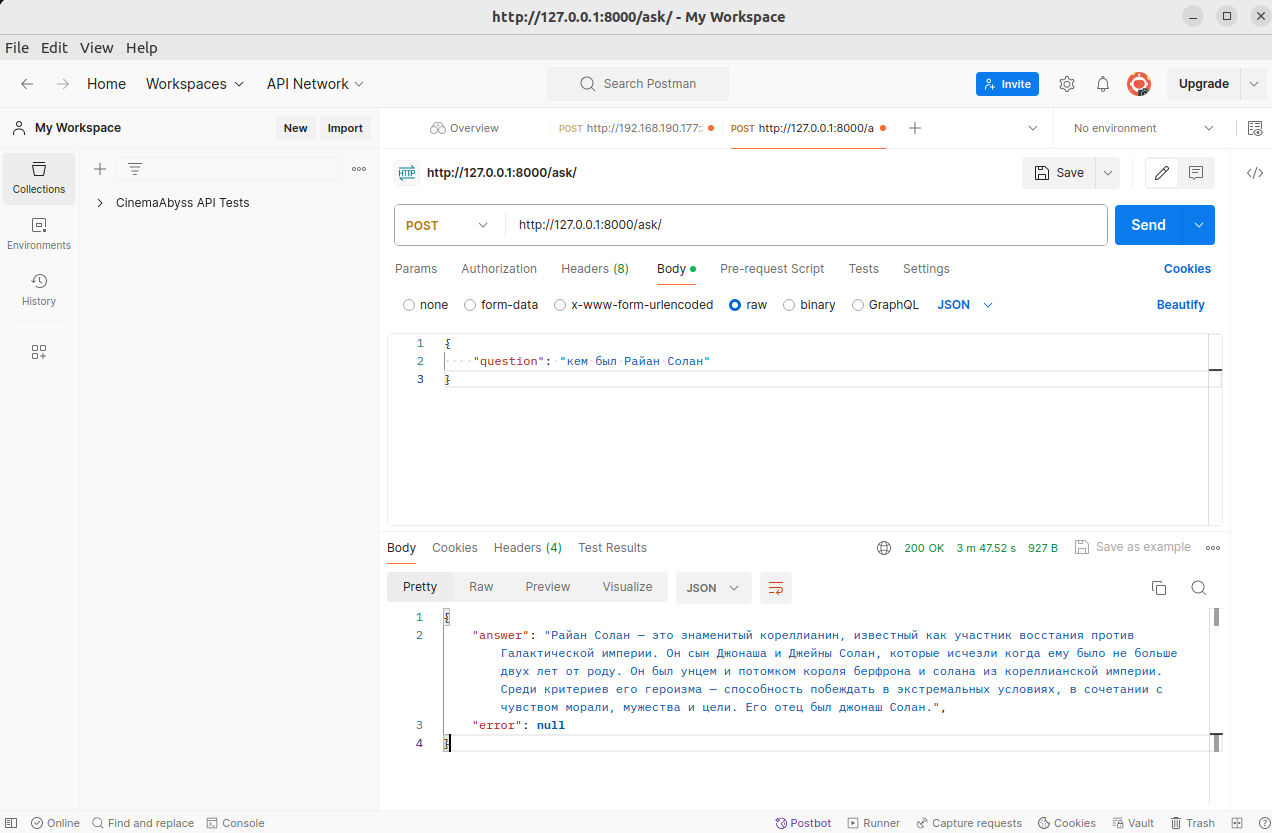 http://127.0.0.1:8000/ask/ - My Workspace
File Edit View Help
Home Workspaces API Network Search Postman Invite Upgrade
My Workspace New Import Overview POST http://192.168.190.177: POST http://127.0.0.1:8000/a No environment
Collections
Environments
History
CinemaAbyss API Tests
HTTP http://127.0.0.1:8000/ask/ Save
POST http://127.0.0.1:8000/ask/ Send
Params Authorization Headers (8) Body Pre-request Script Tests Settings Cookies
none form-data x-www-form-urlencoded raw binary GraphQL JSON Beautify
1 {
2 "question": "кем был Райан Солан"
3 }
Body Cookies Headers (4) Test Results 200 OK 3 m 47.52 s 927 B Save as example
Pretty Raw Preview Visualize JSON
1 {
2 "answer": "Райан Солан — это знаменитый кореллианин, известный как участник восстания против
Галактической империи. Он сын Джонаша и Джейны Солан, которые исчезли когда ему было не больше
двух лет от роду. Он был унцем и потомком короля берфрона и солана из кореллианской империи.
Среди критериев его героизма — способность побеждать в экстремальных условиях, в сочетании с
чувством морали, мужества и цели. Его отец был джонаш Солан.",
3 "error": null
4 }
Online Find and replace Console Postbot Runner Capture requests Cookies Vault Trash